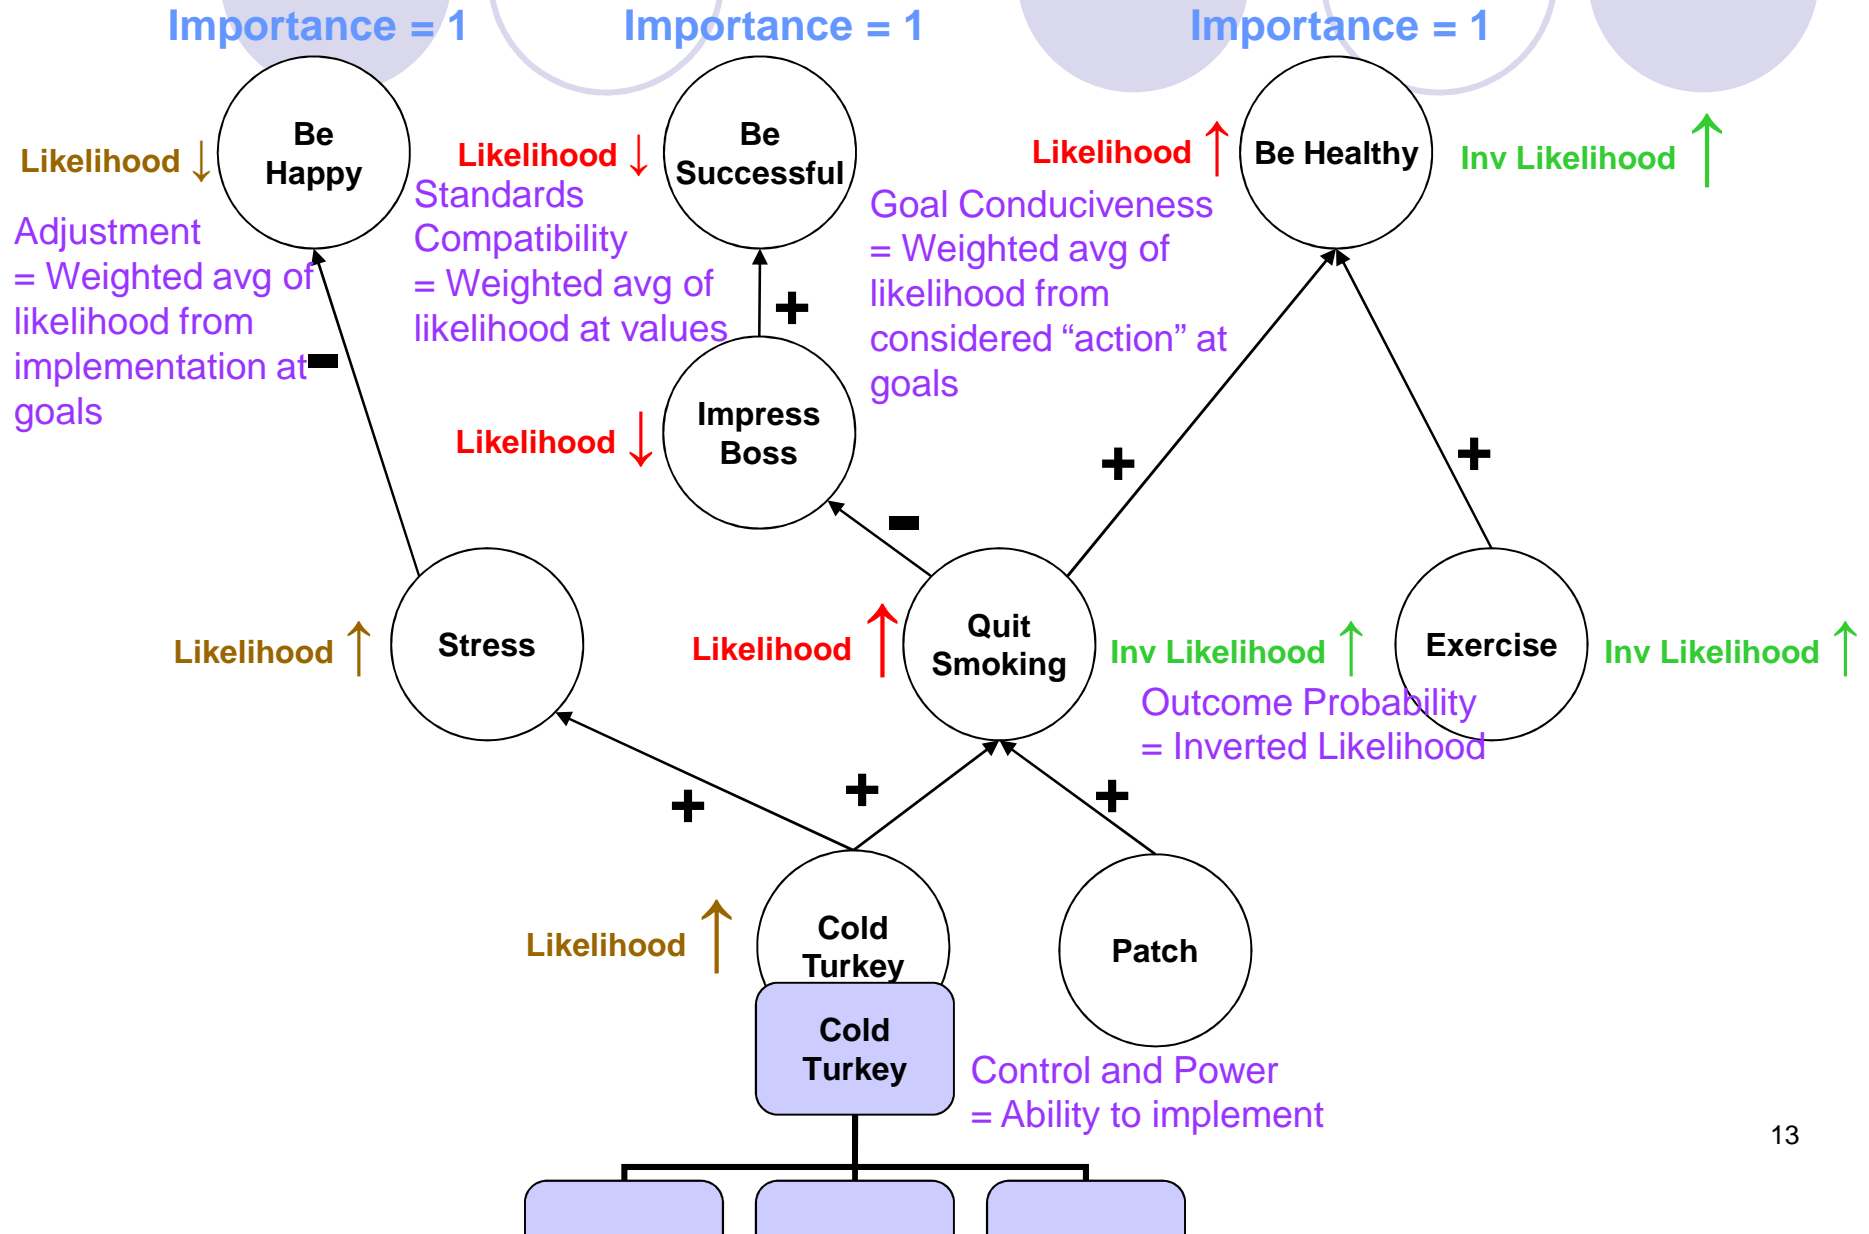 Importance = 1
Importance = 1
Importance = 1
Be
Happy
Likelihood ↓
Be
Successful
Likelihood ↓
Be Healthy
Likelihood ↑
Inv Likelihood ↑
Adjustment
= Weighted avg of
likelihood from
implementation at
goals
Standards
Compatibility
= Weighted avg of
likelihood at values
Goal Conduciveness
= Weighted avg of
likelihood from
considered “action” at
goals
-
+
Impress
Boss
Likelihood ↓
+
+
-
Stress
Likelihood ↑
Quit
Smoking
Likelihood ↑
Inv Likelihood ↑
Exercise
Inv Likelihood ↑
Outcome Probability
= Inverted Likelihood
+
+
+
Cold
Turkey
Likelihood ↑
Patch
Cold
Turkey
Control and Power
= Ability to implement
13